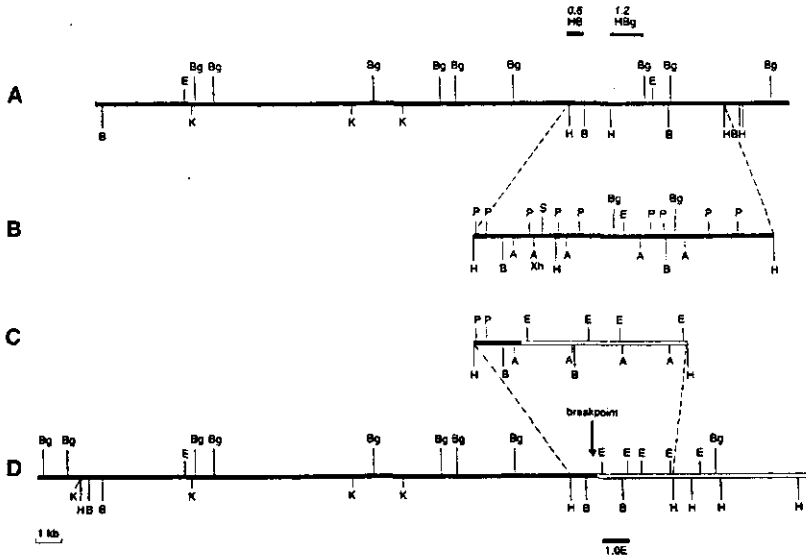 0.6 1.2
HB HBg
Bg Bg Bg Bg Bg Bg Bg Bg Bg
E E
A
B K K K H B H B H B H
P P P S P P Bg E P P Bg P P
B
H B A A Xh H A A B A H
P P E E E E
C
H B A A B A A H
breakpoint
Bg Bg E Bg Bg Bg Bg Bg Bg E E E E E Bg
D
K H B B K K K H B B H H H H
1 kb
1.0E